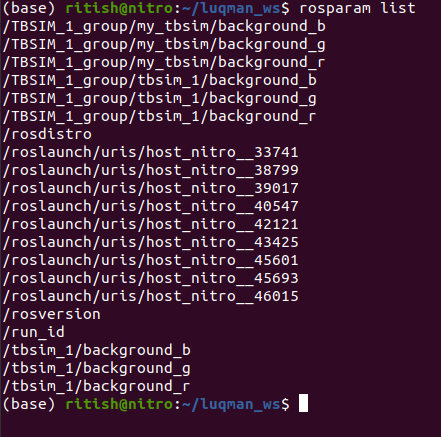 (base) ritish@nitro:~/luqman_ws$ rosparam list
/TBSIM_1_group/my_tbsim/background_b
/TBSIM_1_group/my_tbsim/background_g
/TBSIM_1_group/my_tbsim/background_r
/TBSIM_1_group/tbsim_1/background_b
/TBSIM_1_group/tbsim_1/background_g
/TBSIM_1_group/tbsim_1/background_r
/rosdistro
/roslaunch/uris/host_nitro__33741
/roslaunch/uris/host_nitro__38799
/roslaunch/uris/host_nitro__39017
/roslaunch/uris/host_nitro__40547
/roslaunch/uris/host_nitro__42121
/roslaunch/uris/host_nitro__43425
/roslaunch/uris/host_nitro__45601
/roslaunch/uris/host_nitro__45693
/roslaunch/uris/host_nitro__46015
/rosversion
/run_id
/tbsim_1/background_b
/tbsim_1/background_g
/tbsim_1/background_r
(base) ritish@nitro:~/luqman_ws$